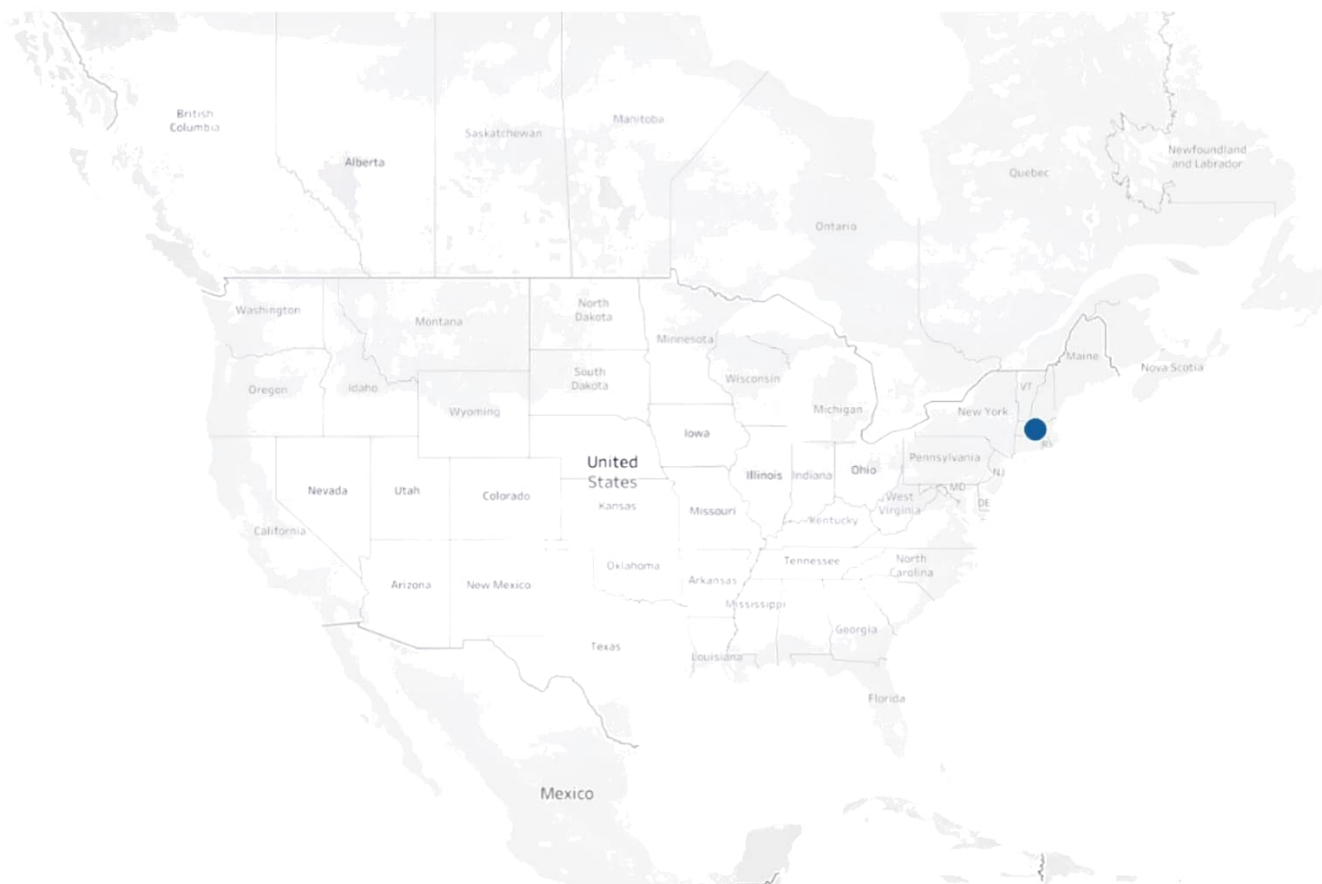 British
Columbia
Alberta
Saskatchewan
Manitoba
Ontario
Quebec
Newfoundland
and Labrador
Washington
Montana
North
Dakota
Minnesota
Maine
Nova Scotia
Oregon
Idaho
South
Dakota
Wisconsin
VT
Wyoming
Michigan
New York
Iowa
RI
United
States
Pennsylvania
Nevada
Utah
Colorado
Illinois
Indiana
Ohio
NJ
MD
DE
Kansas
Missouri
West
Virginia
Kentucky
California
Oklahoma
Tennessee
North
Carolina
Arizona
New Mexico
Arkansas
Mississippi
Georgia
Texas
Louisiana
Florida
Mexico